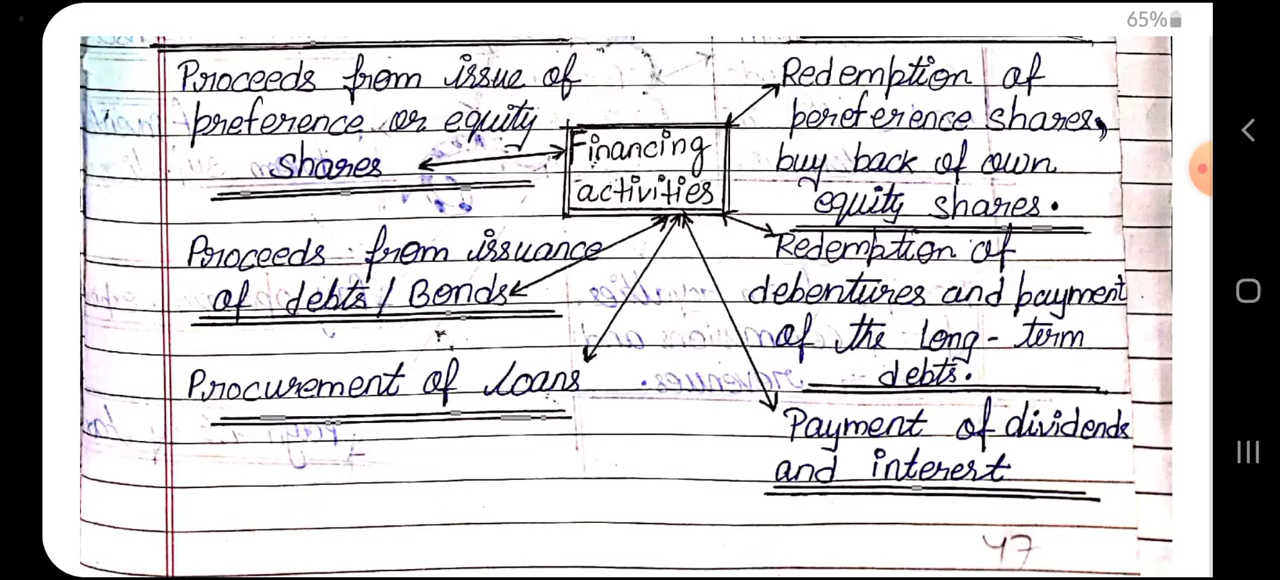 65%
Proceeds from issue of
preference or equity
shares
Financing
activities
Redemption of
pereference shares,
buy back of own
equity shares.
Proceeds from issuance
of debts/Bonds
Redemption of
debentures and payment
of the long-term
debts.
Procurement of loans
Payment of dividends
and interest
47